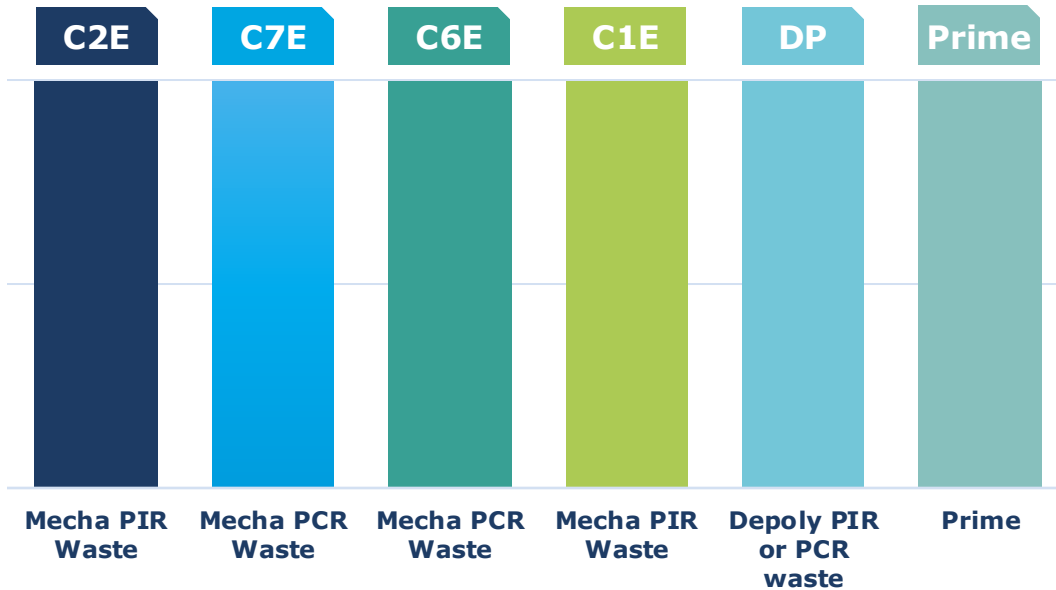 C2E
C7E
C6E
C1E
DP
Prime
Mecha PIR
Waste
Mecha PCR
Waste
Mecha PCR
Waste
Mecha PIR
Waste
Depoly PIR
or PCR
waste
Prime